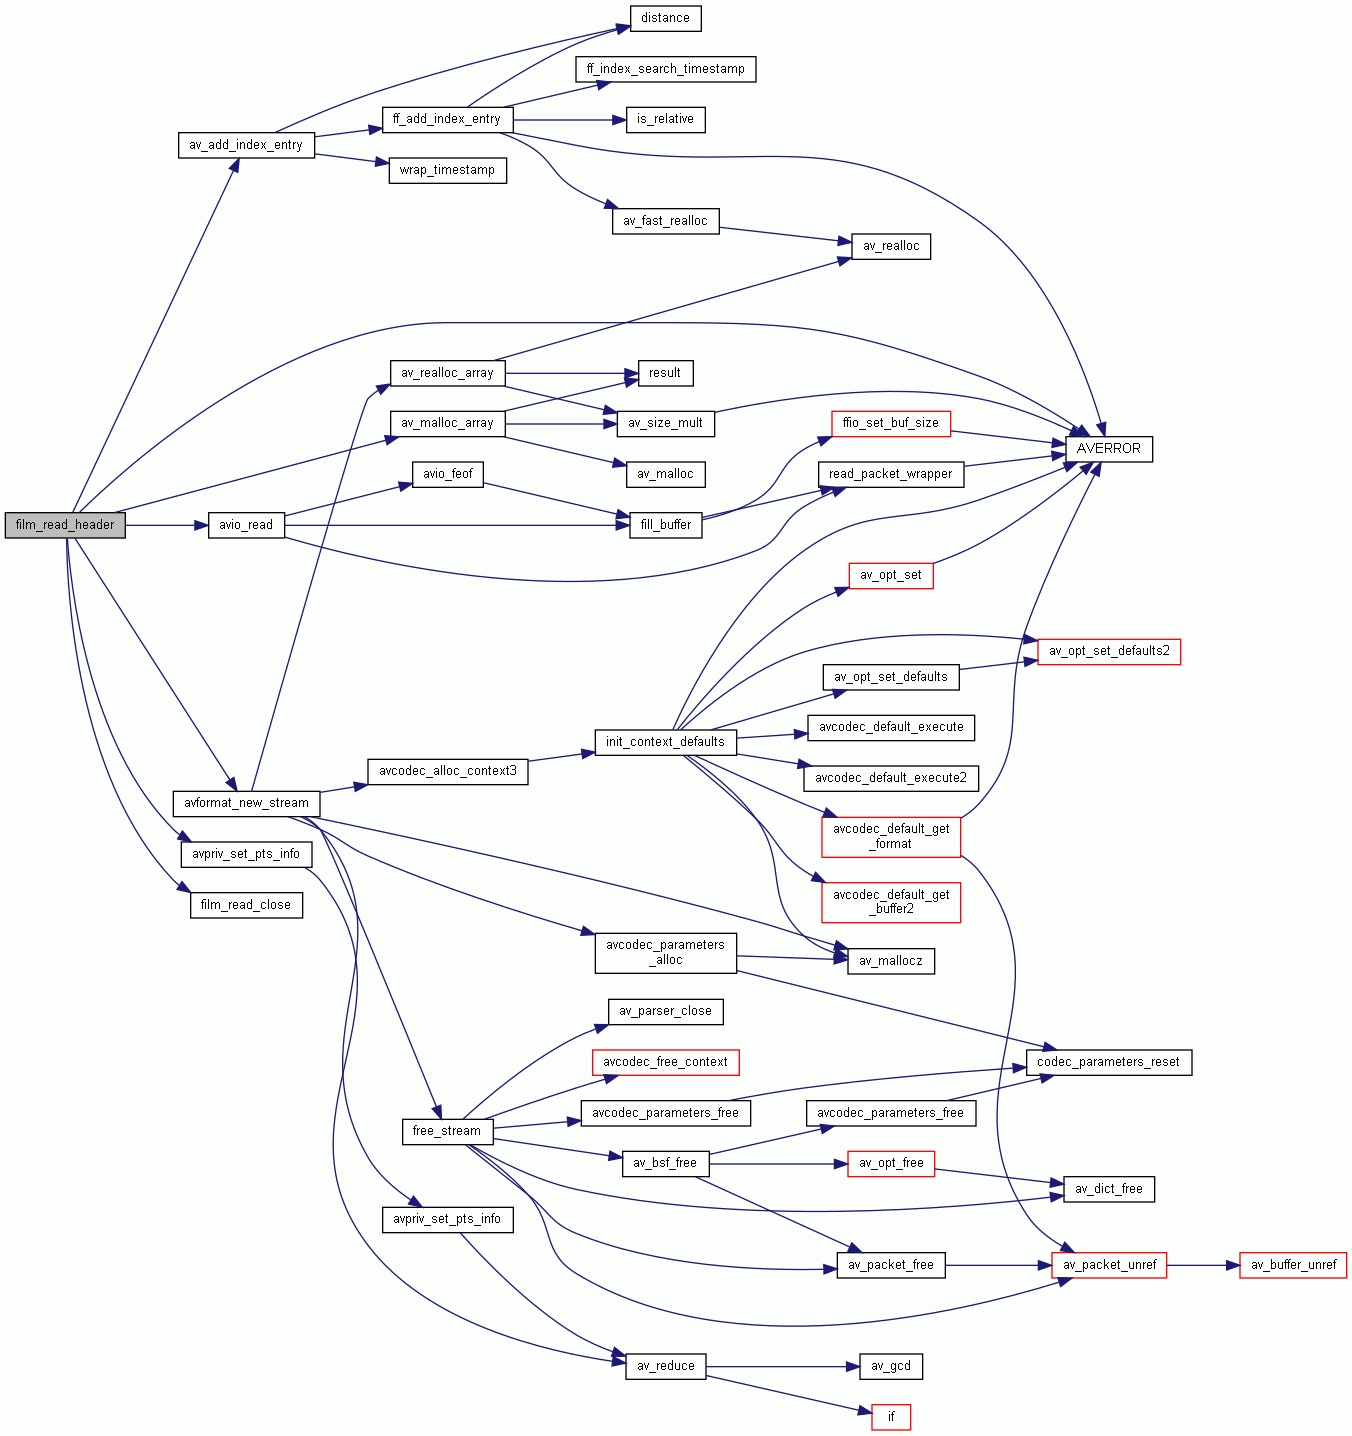 distance
ff_index_search_timestamp
ff_add_index_entry
is_relative
av_add_index_entry
wrap_timestamp
av_fast_realloc
av_realloc
av_realloc_array
result
av_malloc_array
av_size_mult
ffio_set_buf_size
AVERROR
avio_feof
av_malloc
read_packet_wrapper
film_read_header
avio_read
fill_buffer
av_opt_set
av_opt_set_defaults2
av_opt_set_defaults
avcodec_default_execute
init_context_defaults
avcodec_alloc_context3
avcodec_default_execute2
avformat_new_stream
avcodec_default_get
_format
avpriv_set_pts_info
avcodec_default_get
_buffer2
film_read_close
avcodec_parameters
_alloc
av_mallocz
av_parser_close
avcodec_free_context
codec_parameters_reset
avcodec_parameters_free
avcodec_parameters_free
free_stream
av_bsf_free
av_opt_free
av_dict_free
avpriv_set_pts_info
av_packet_free
av_packet_unref
av_buffer_unref
av_reduce
av_gcd
if